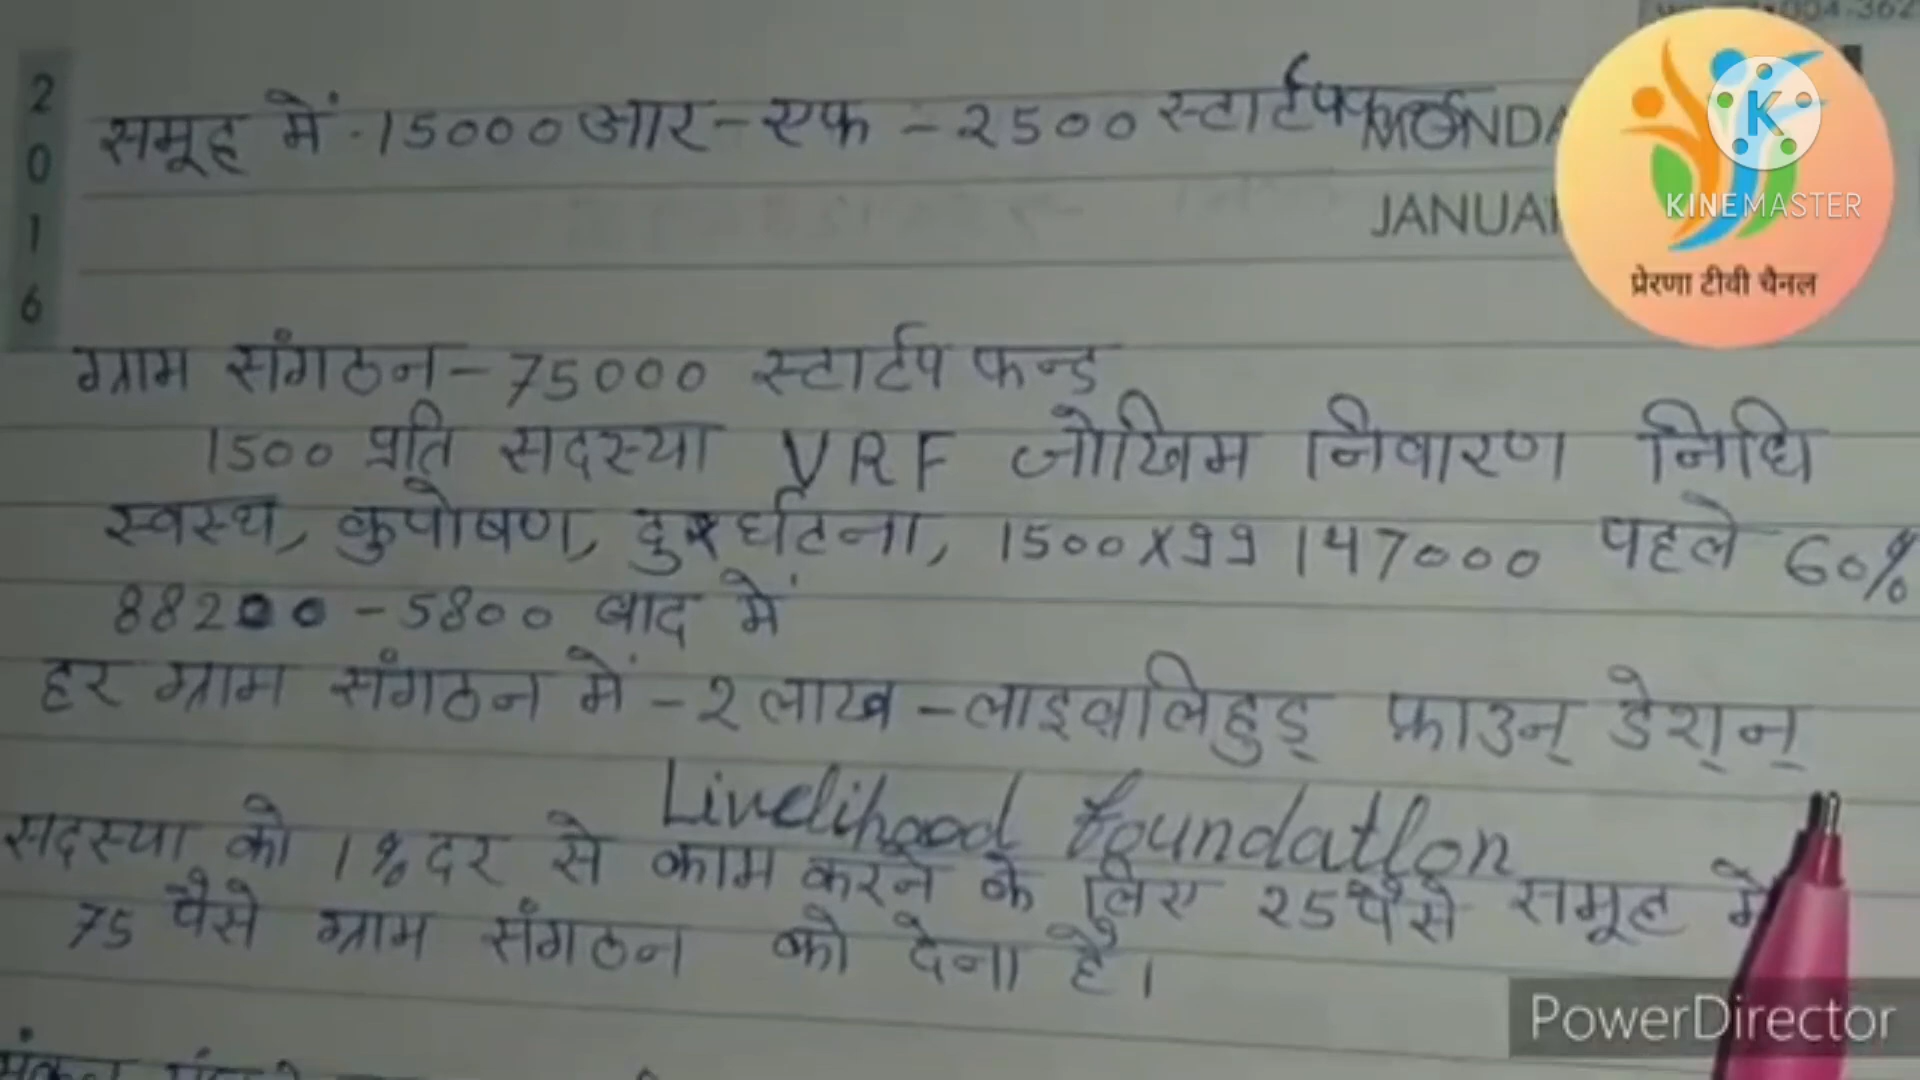 2016
समूह में - 15000 आर-एफ - 2500 स्टार्टप
MONDA
JANUAR
KINEMASTER
प्रेरणा टीवी चैनल
ग्राम संगठन - 75000 स्टार्टप फन्ड
1500 प्रति सदस्या VRF जोखिम निवारण निधि
स्वस्थ, कुपोषण, दुर्घटना, 1500X99 147000 पहले 60%
88200 - 5800 बाद में
हर ग्राम संगठन में - 2 लाख - लाइवलिहुड् फ़ाउन् डेशन्
Livelihood foundation
सदस्या को 1% दर से काम करने के लिए 25 पैसे समूह में
75 पैसे ग्राम संगठन को देना है।
PowerDirector